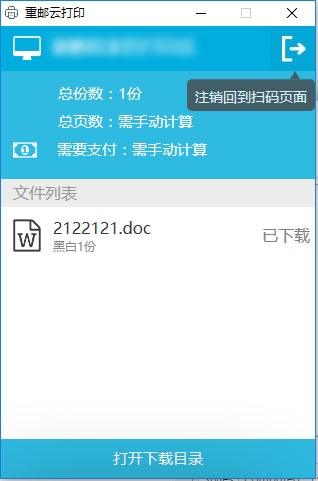 重邮云打印
注销回到扫码页面
总份数：1份
总页数：需手动计算
需要支付：需手动计算
文件列表
2122121.doc
黑白1份
已下载
打开下载目录